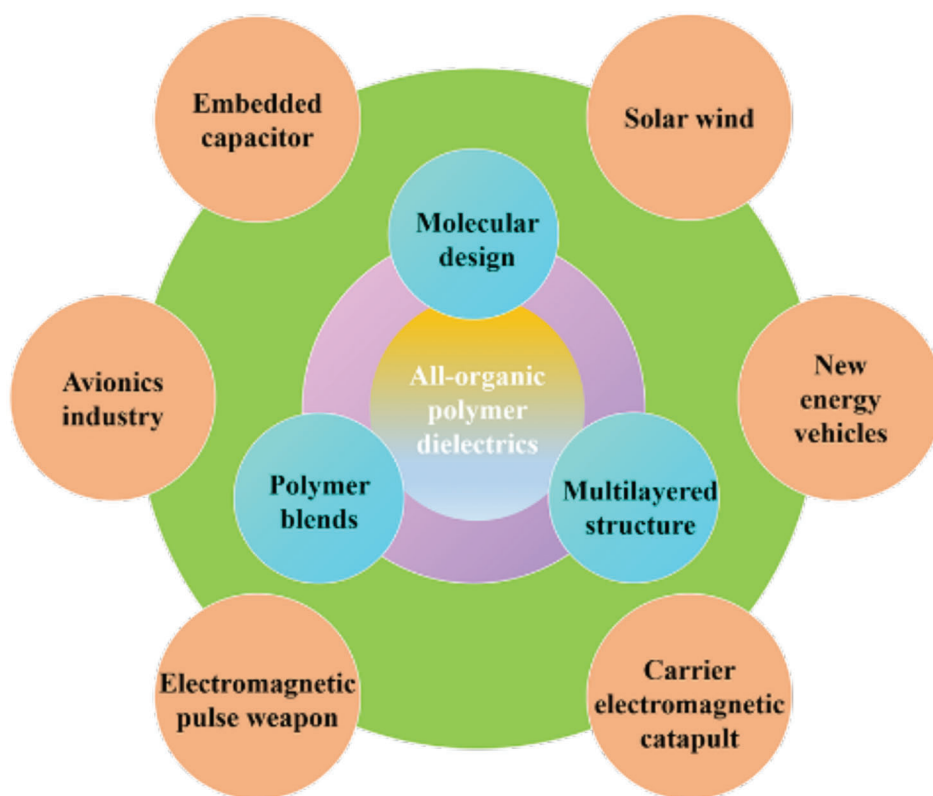 Embedded
capacitor
Solar wind
Molecular
design
Avionics
industry
All-organic
polymer
dielectrics
New
energy
vehicles
Polymer
blends
Multilayered
structure
Electromagnetic
pulse weapon
Carrier
electromagnetic
catapult